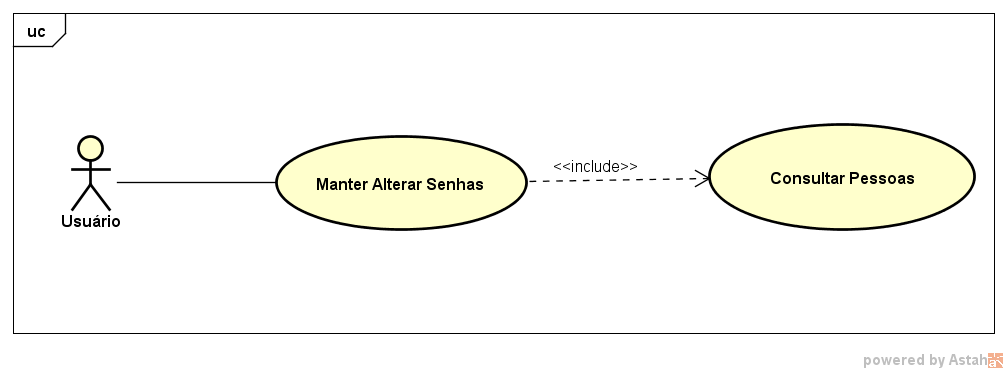 uc
<<include>>
Manter Alterar Senhas
Consultar Pessoas
Usuário
powered by Astah